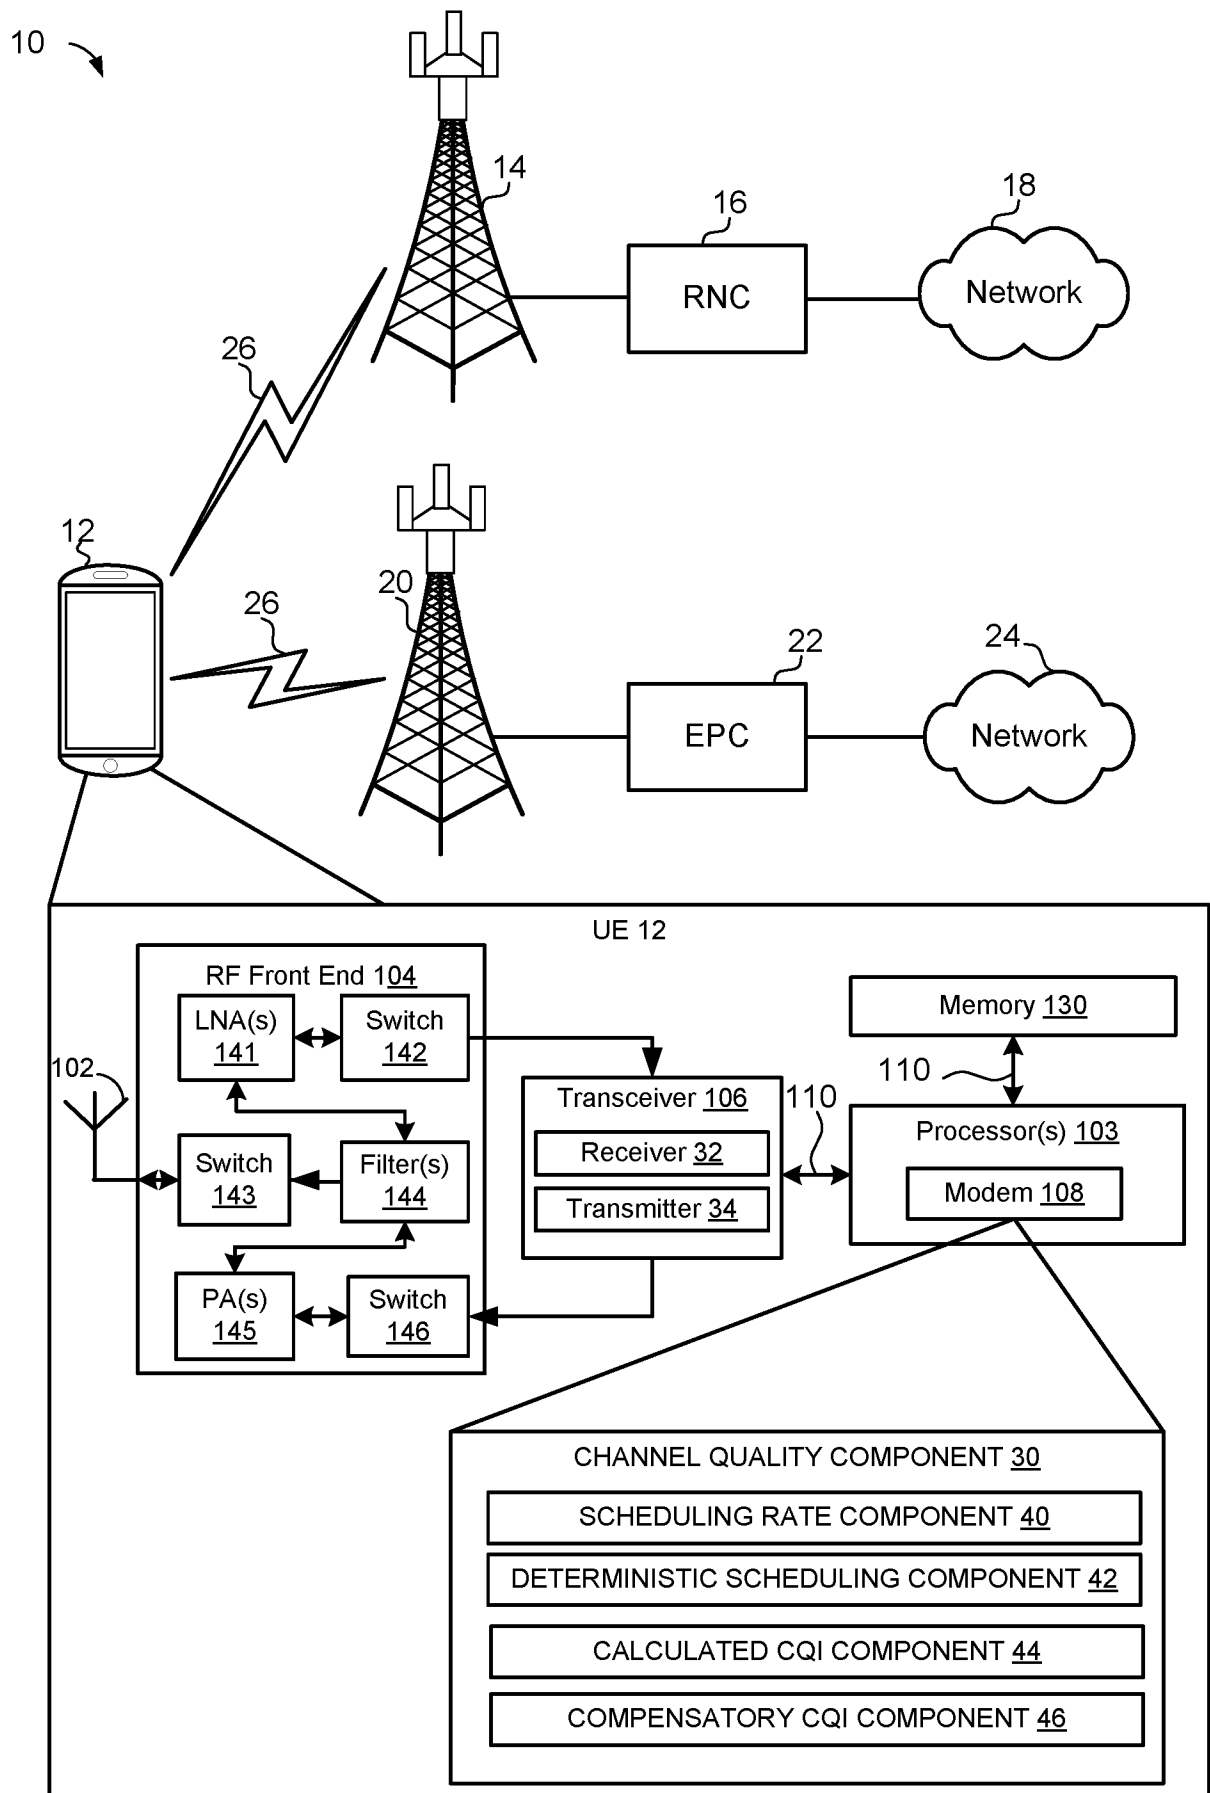 10
14
16
18
RNC
Network
26
12
20
26
22
24
EPC
Network
UE 12
RF Front End 104
LNA(s)
141
Switch
142
Memory 130
102
110
Transceiver 106
110
Processor(s) 103
Receiver 32
Switch
143
Filter(s)
144
Modem 108
Transmitter 34
PA(s)
145
Switch
146
CHANNEL QUALITY COMPONENT 30
SCHEDULING RATE COMPONENT 40
DETERMINISTIC SCHEDULING COMPONENT 42
CALCULATED CQI COMPONENT 44
COMPENSATORY CQI COMPONENT 46